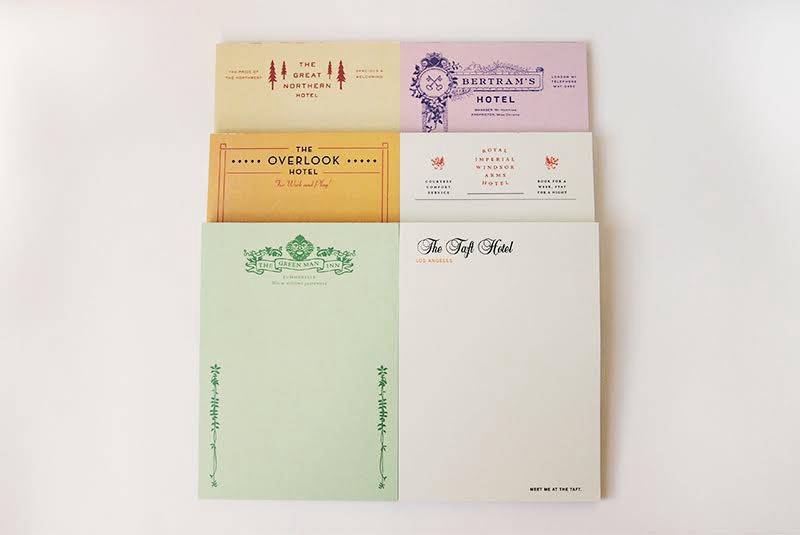 THE PRIDE OF
THE NORTHWEST
THE
GREAT
NORTHERN
HOTEL
SPACIOUS &
WELCOMING
BERTRAM'S
HOTEL
LONDON W1
TELEPHONE
MAY. 0452
THE
OVERLOOK
HOTEL
For Work and Play!
COURTESY
COMFORT
SERVICE
ROYAL
IMPERIAL
WINDSOR
ARMS
HOTEL
BOOK FOR A
WEEK, STAY
FOR A NIGHT
THE GREEN MAN INN
SUMMERISLE
The Taft Hotel
LOS ANGELES
MEET ME AT THE TAFT.